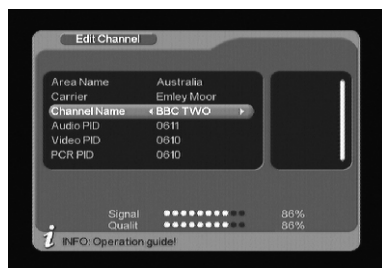 Edit Channel
Area Name Australia
Carrier Emley Moor
Channel Name BBC TWO
Audio PID 0611
Video PID 0610
PCR PID 0610
Signal 86%
Qualit 86%
i INFO: Operation guide!